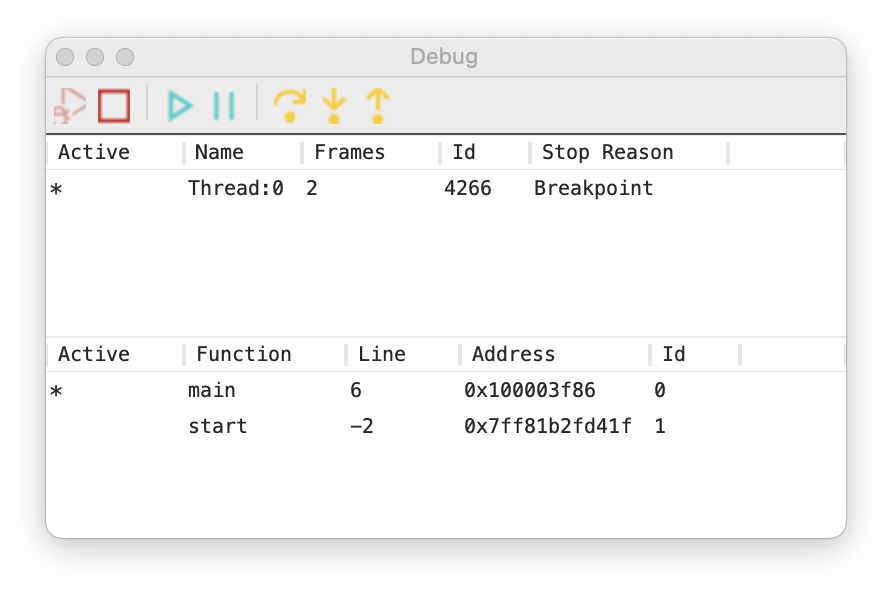 Debug
Active Name Frames Id Stop Reason
* Thread:0 2 4266 Breakpoint
Active Function Line Address Id
* main 6 0x100003f86 0
start -2 0x7ff81b2fd41f 1